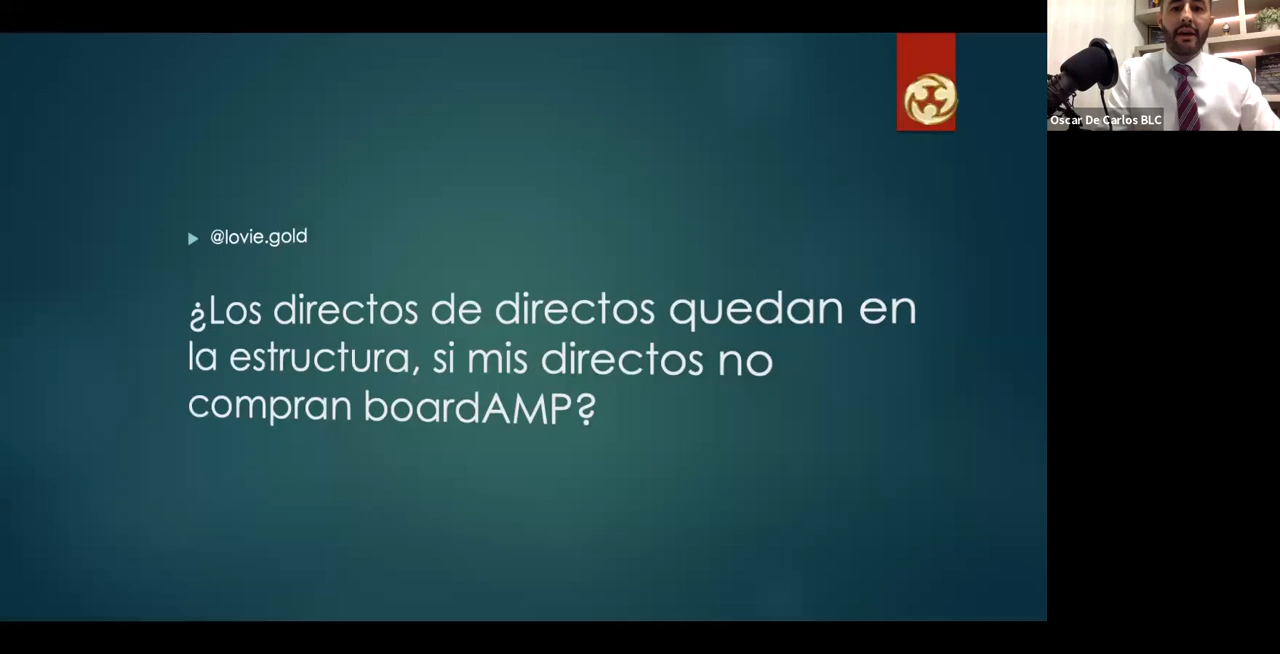 Oscar De Carlos BLC
@lovie.gold
¿Los directos de directos quedan en
la estructura, si mis directos no
compran boardAMP?